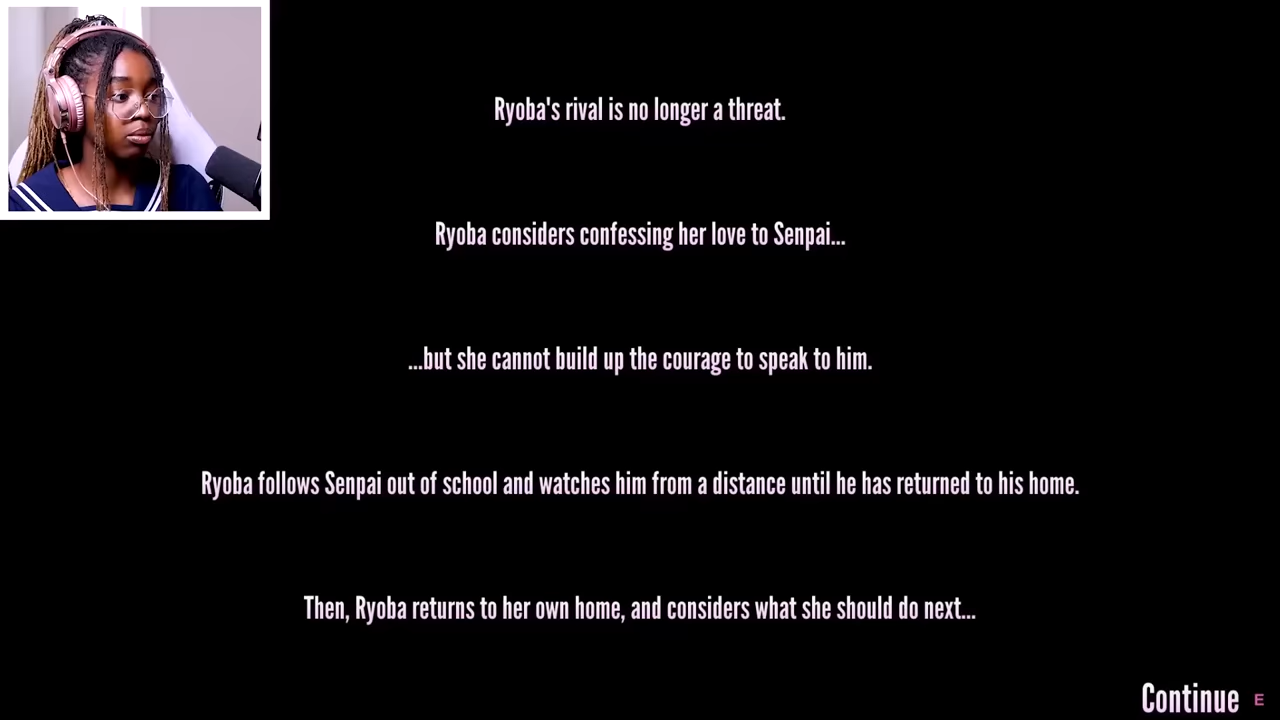 Ryoba's rival is no longer a threat.
Ryoba considers confessing her love to Senpai...
...but she cannot build up the courage to speak to him.
Ryoba follows Senpai out of school and watches him from a distance until he has returned to his home.
Then, Ryoba returns to her own home, and considers what she should do next...
Continue E